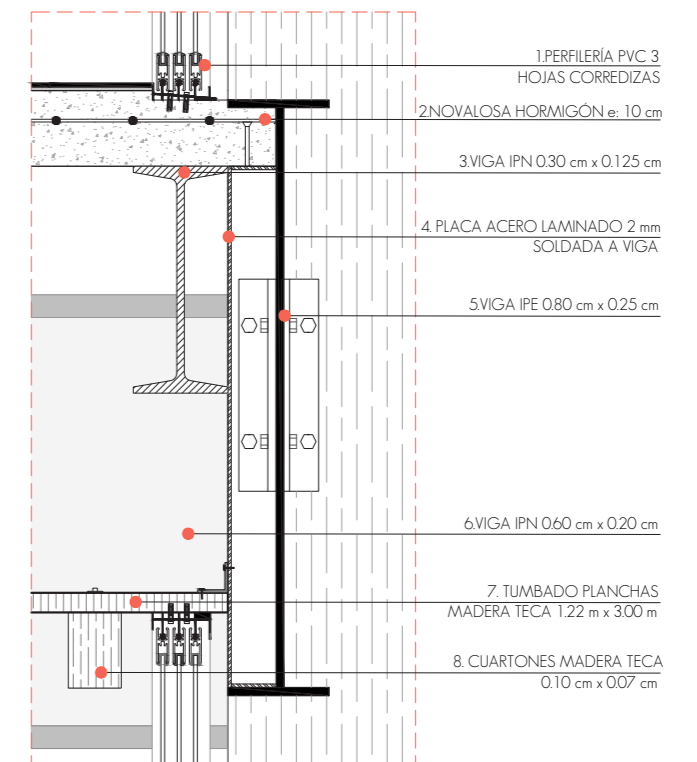 1.PERFILERÍA PVC 3
HOJAS CORREDIZAS
2.NOVALOSA HORMIGÓN e: 10 cm
3.VIGA IPN 0.30 cm x 0.125 cm
4. PLACA ACERO LAMINADO 2 mm
SOLDADA A VIGA
5.VIGA IPE 0.80 cm x 0.25 cm
6.VIGA IPN 0.60 cm x 0.20 cm
7. TUMBADO PLANCHAS
MADERA TECA 1.22 m x 3.00 m
8. CUARTONES MADERA TECA
0.10 cm x 0.07 cm